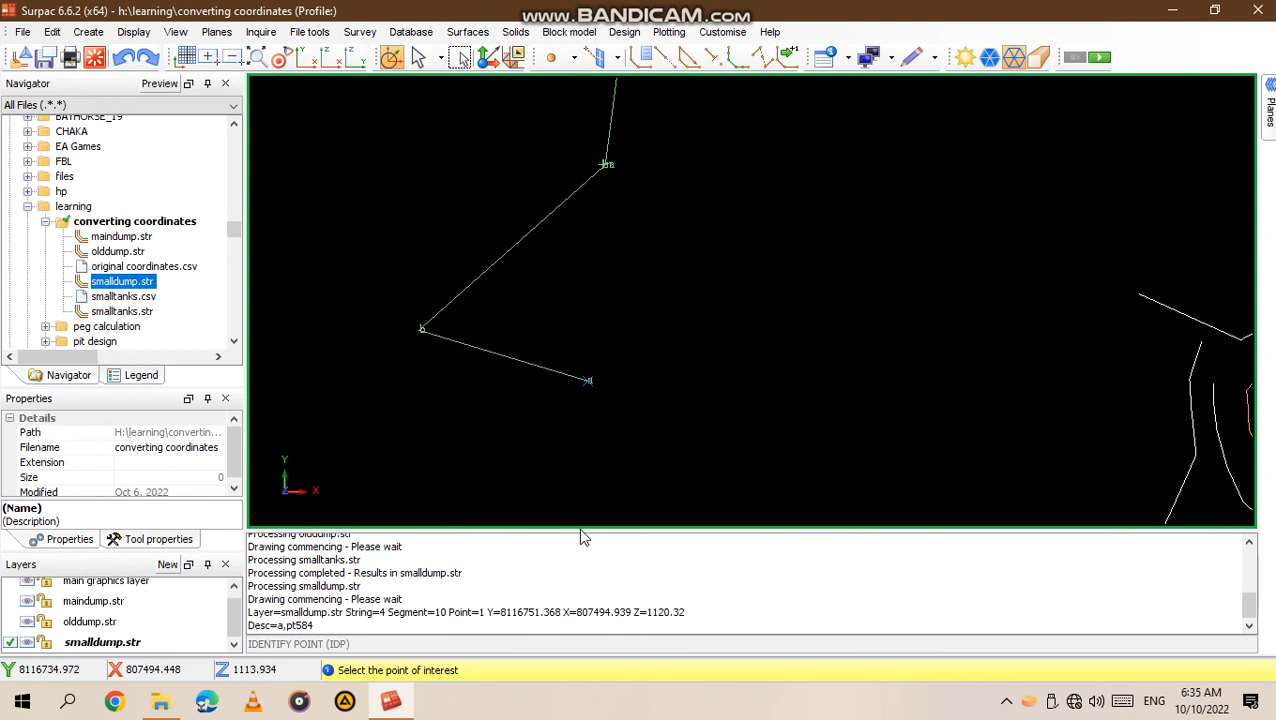 Surpac 6.6.2 (x64) - h:\learning\converting coordinates (Profile:)
www.BANDICAM.com
File Edit Create Display View Planes Inquire File tools Survey Database Surfaces Solids Block model Design Plotting Customise Help
Navigator Preview
All Files (*.*)
BATHORSE_19
CHAKA
EA Games
FBL
files
hp
learning
converting coordinates
maindump.str
olddump.str
original coordinates.csv
smalldump.str
smalltanks.csv
smalltanks.str
peg calculation
pit design
Navigator Legend
Properties
Details
Path H:\learning\convertin...
Filename converting coordinates
Extension
Size 0
Modified Oct 6, 2022
(Name)
(Description)
Properties Tool properties
Layers New
main graphics layer
maindump.str
olddump.str
smalldump.str
Planes
b
Y
Z X
Processing olddump.str
Drawing commencing - Please wait
Processing smalltanks.str
Processing completed - Results in smalldump.str
Processing smalldump.str
Drawing commencing - Please wait
Layer=smalldump.str String=4 Segment=10 Point=1 Y=8116751.368 X=807494.939 Z=1120.32
Desc=a,pt584
IDENTIFY POINT (IDP)
Y 8116734.972 X 807494.448 Z 1113.934 Select the point of interest
ENG 6:35 AM
10/10/2022